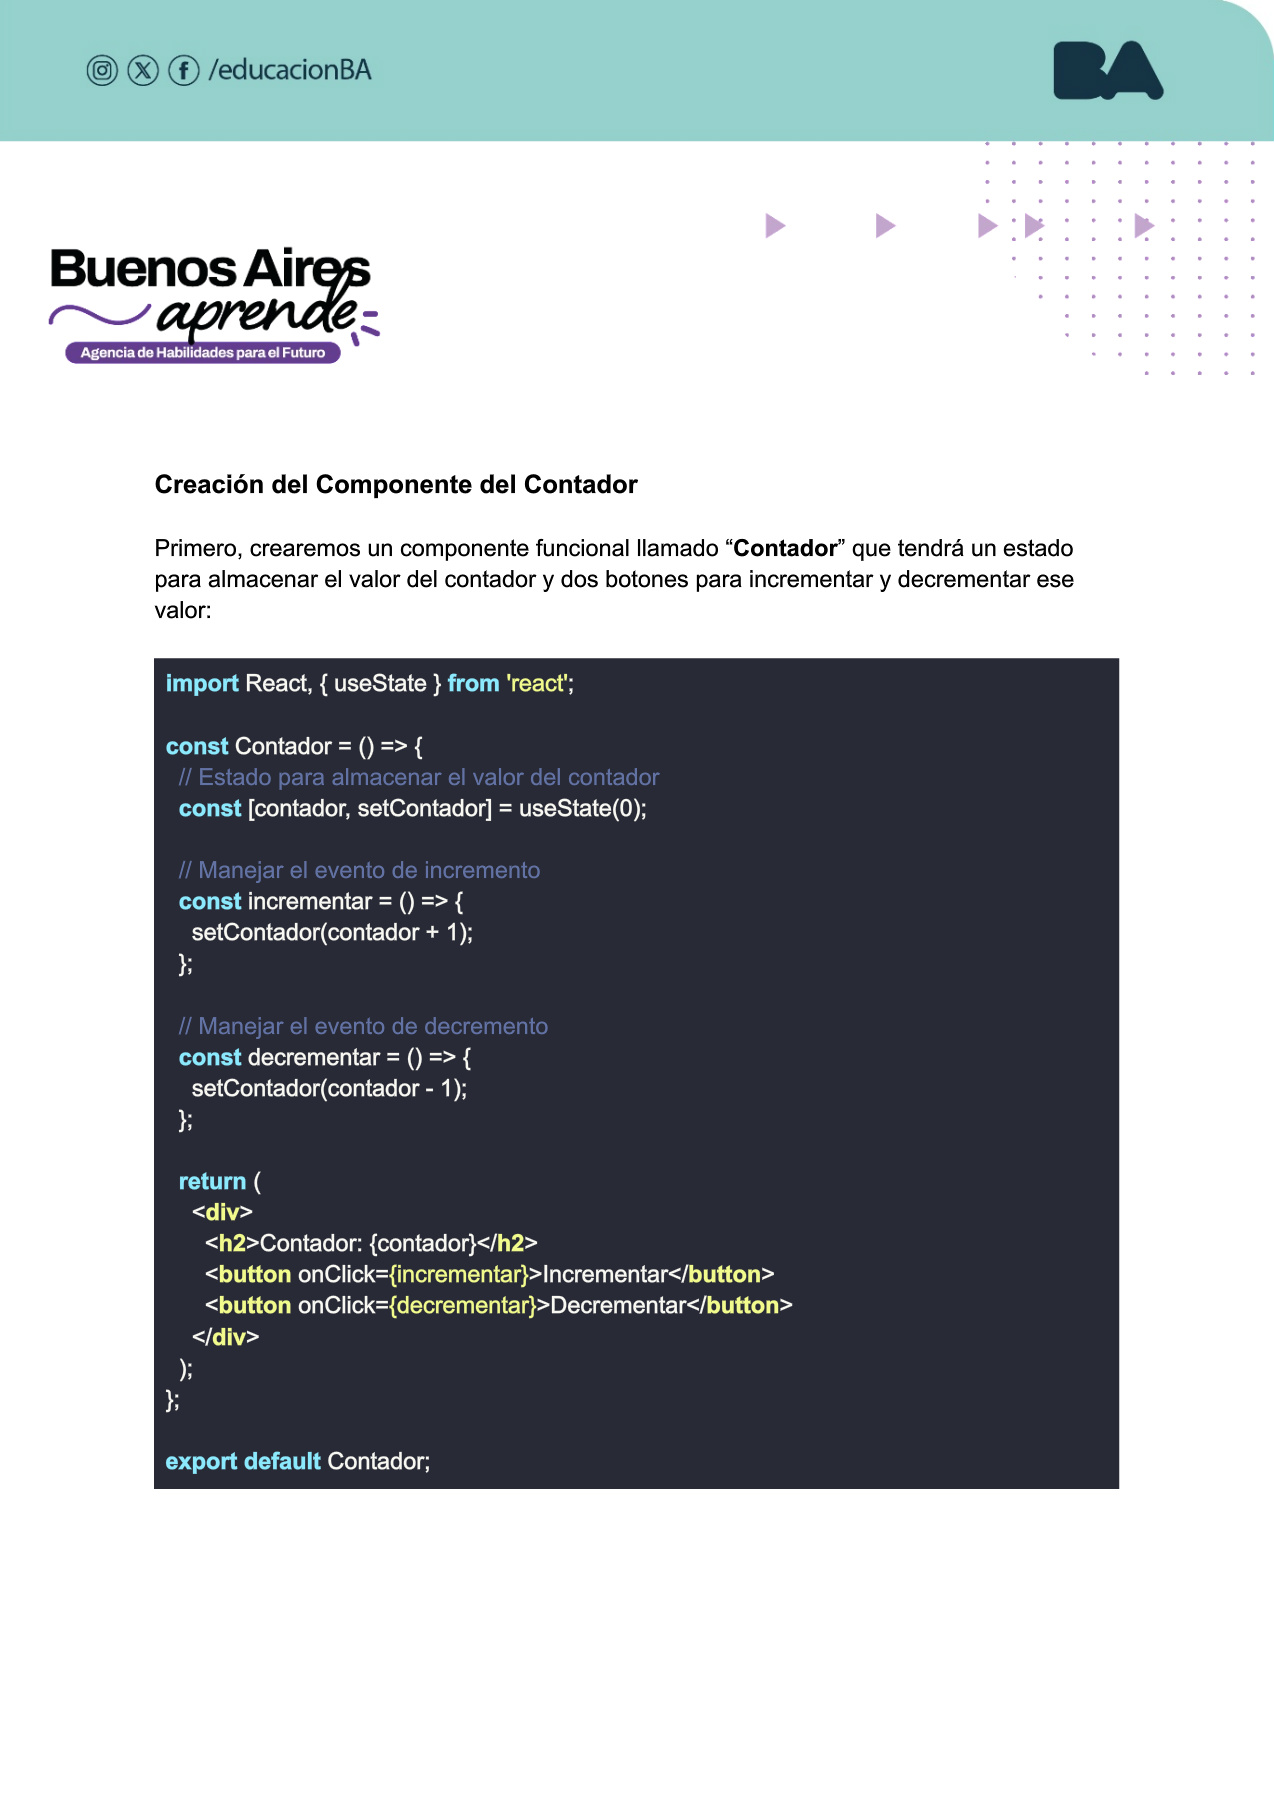 /educacionBA
BA
Buenos Aires
aprende
Agencia de Habilidades para el Futuro
Creación del Componente del Contador
Primero, crearemos un componente funcional llamado “Contador” que tendrá un estado
para almacenar el valor del contador y dos botones para incrementar y decrementar ese
valor:
import React, { useState } from 'react';
const Contador = () => {
// Estado para almacenar el valor del contador
const [contador, setContador] = useState(0);
// Manejar el evento de incremento
const incrementar = () => {
setContador(contador + 1);
};
// Manejar el evento de decremento
const decrementar = () => {
setContador(contador - 1);
};
return (
<div>
<h2>Contador: {contador}</h2>
<button onClick={incrementar}>Incrementar</button>
<button onClick={decrementar}>Decrementar</button>
</div>
);
};
export default Contador;